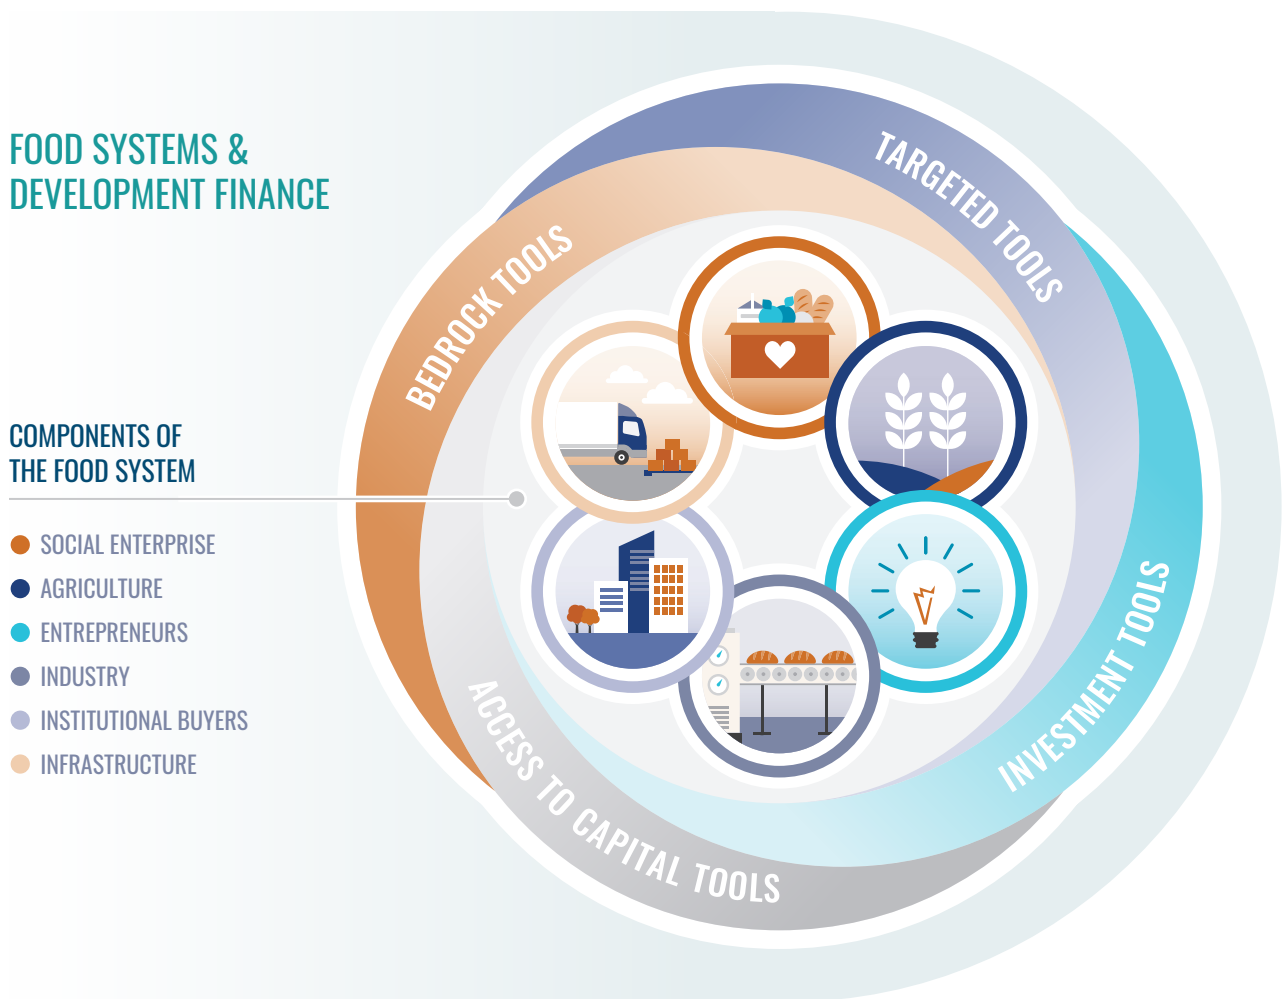 FOOD SYSTEMS &
DEVELOPMENT FINANCE
COMPONENTS OF
THE FOOD SYSTEM
SOCIAL ENTERPRISE
AGRICULTURE
ENTREPRENEURS
INDUSTRY
INSTITUTIONAL BUYERS
INFRASTRUCTURE
BEDROCK TOOLS
TARGETED TOOLS
INVESTMENT TOOLS
ACCESS TO CAPITAL TOOLS